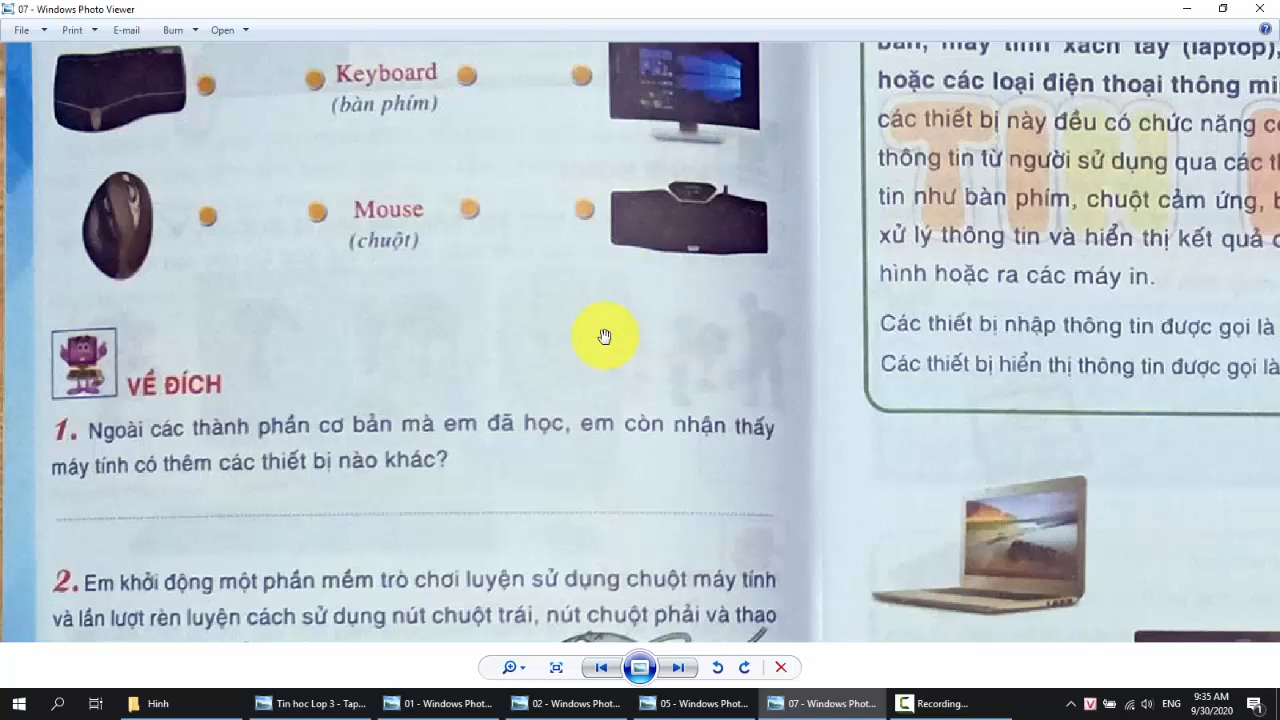 07 - Windows Photo Viewer
File Print E-mail Burn Open
Keyboard
(bàn phím)
Mouse
(chuột)
VỀ ĐÍCH
1. Ngoài các thành phần cơ bản mà em đã học, em còn nhận thấy
máy tính có thêm các thiết bị nào khác?
2. Em khởi động một phần mềm trò chơi luyện sử dụng chuột máy tính
và lần lượt rèn luyện cách sử dụng nút chuột trái, nút chuột phải và thao
bàn, máy tính xách tay (laptop),
hoặc các loại điện thoại thông
các thiết bị này đều có chức năng
thông tin từ người sử dụng qua các
tin như bàn phím, chuột cảm ứng,
xử lý thông tin và hiển thị kết quả
hình hoặc ra các máy in.
Các thiết bị nhập thông tin được gọi là
Các thiết bị hiển thị thông tin được gọi là
Hinh
Tin hoc Lop 3 - Tap...
01 - Windows Phot...
02 - Windows Phot...
05 - Windows Phot...
07 - Windows Phot...
Recording...
ENG
9:35 AM
9/30/2020